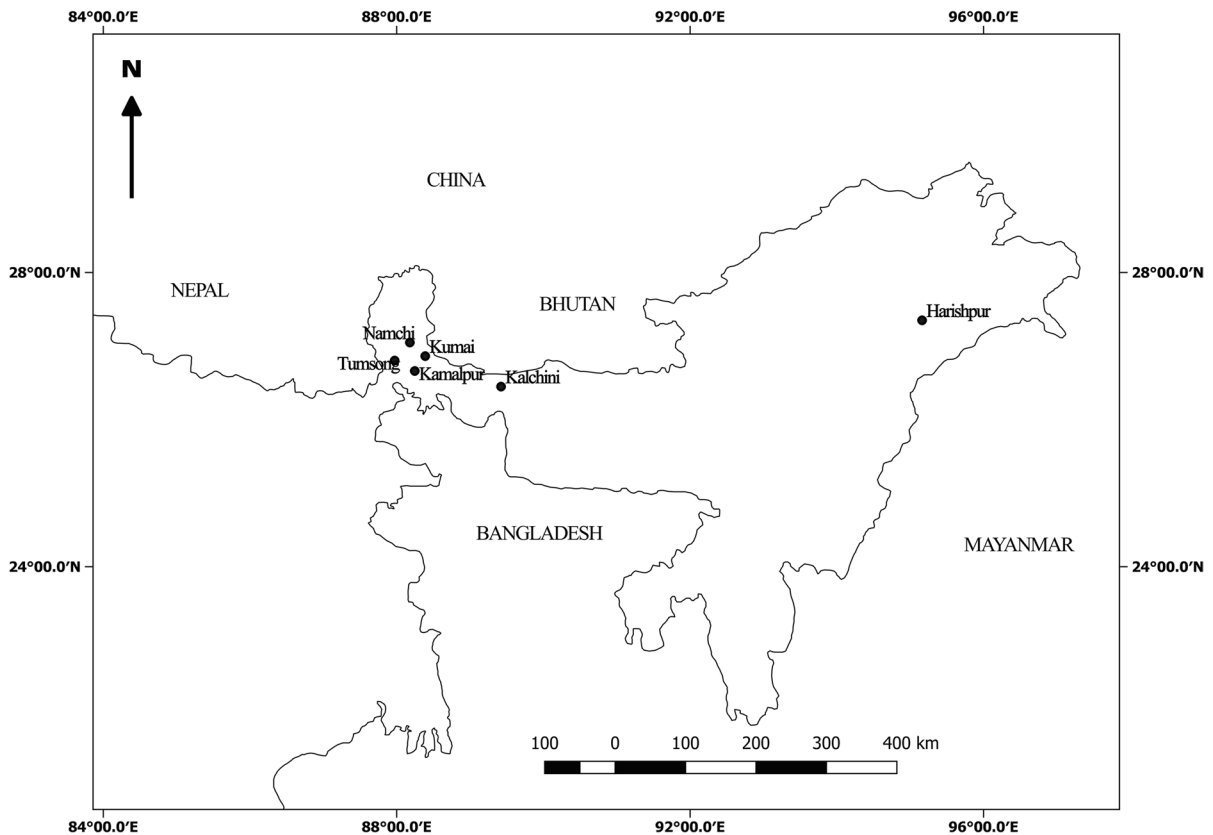 84°00.0'E 88°00.0'E 92°00.0'E 96°00.0'E
N
CHINA
28°00.0'N 28°00.0'N
NEPAL
BHUTAN
Harishpur
Namchi
Kumai
Tumsong
Kamalpur
Kalchini
BANGLADESH
MAYANMAR
24°00.0'N 24°00.0'N
100 0 100 200 300 400 km
84°00.0'E 88°00.0'E 92°00.0'E 96°00.0'E